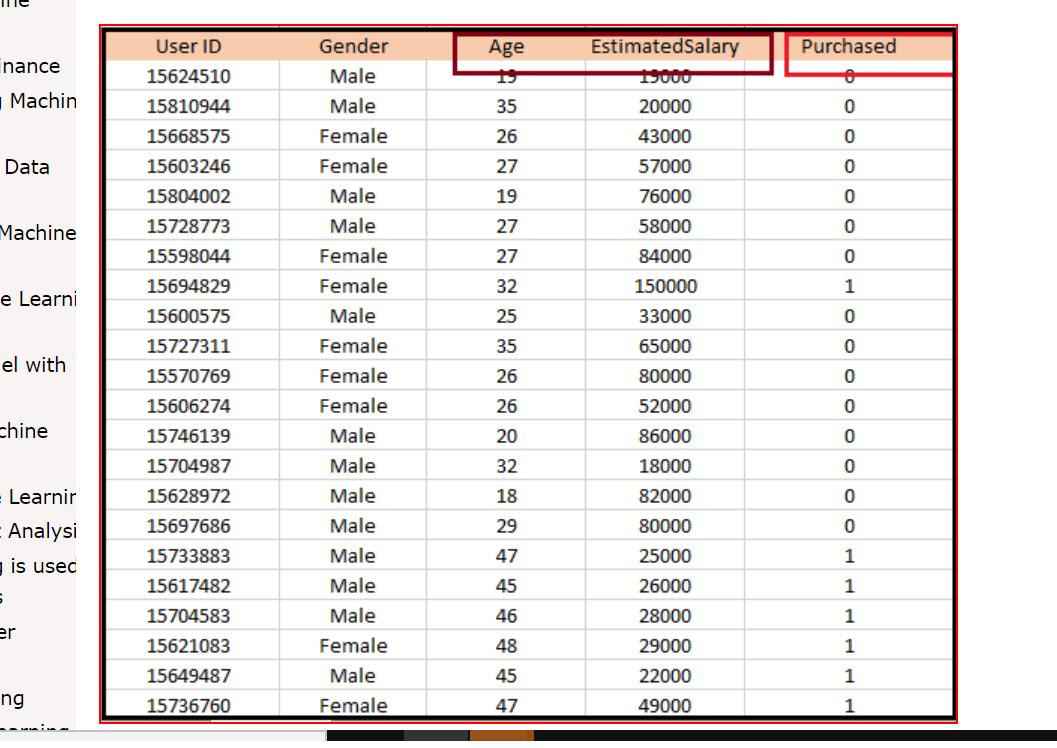 inance
Machin
Data
Machine
e Learni
el with
chine
Learnin
Analysi
is used
s
er
ng
User ID Gender Age EstimatedSalary Purchased
15624510 Male 19 19000 0
15810944 Male 35 20000 0
15668575 Female 26 43000 0
15603246 Female 27 57000 0
15804002 Male 19 76000 0
15728773 Male 27 58000 0
15598044 Female 27 84000 0
15694829 Female 32 150000 1
15600575 Male 25 33000 0
15727311 Female 35 65000 0
15570769 Female 26 80000 0
15606274 Female 26 52000 0
15746139 Male 20 86000 0
15704987 Male 32 18000 0
15628972 Male 18 82000 0
15697686 Male 29 80000 0
15733883 Male 47 25000 1
15617482 Male 45 26000 1
15704583 Male 46 28000 1
15621083 Female 48 29000 1
15649487 Male 45 22000 1
15736760 Female 47 49000 1